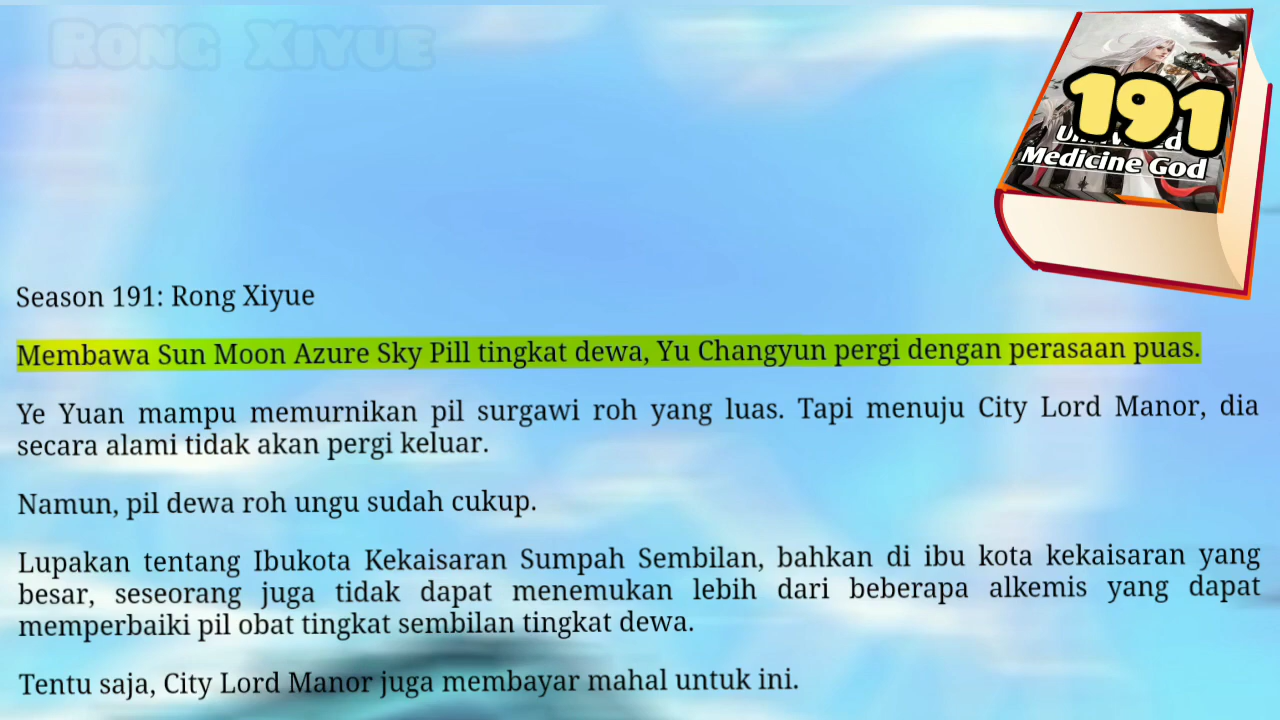 Rong Xiyue
191
Medicine God
Season 191: Rong Xiyue
Membawa Sun Moon Azure Sky Pill tingkat dewa, Yu Changyun pergi dengan perasaan puas.
Ye Yuan mampu memurnikan pil surgawi roh yang luas. Tapi menuju City Lord Manor, dia
secara alami tidak akan pergi keluar.
Namun, pil dewa roh ungu sudah cukup.
Lupakan tentang Ibukota Kekaisaran Sumpah Sembilan, bahkan di ibu kota kekaisaran yang
besar, seseorang juga tidak dapat menemukan lebih dari beberapa alkemis yang dapat
memperbaiki pil obat tingkat sembilan tingkat dewa.
Tentu saja, City Lord Manor juga membayar mahal untuk ini.